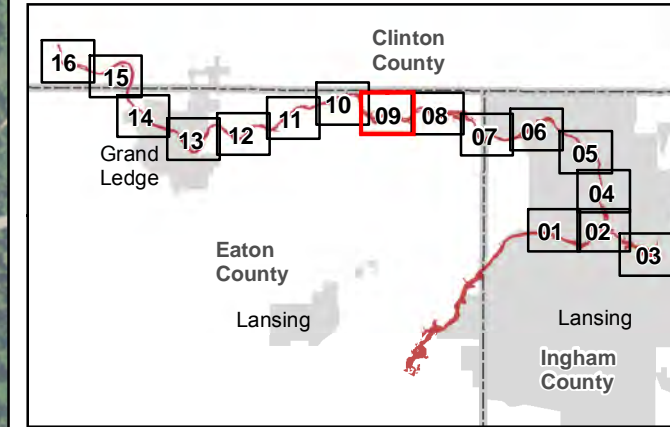 Clinton
County
16
15
14
13
12
11
10
09
08
07
06
05
04
01
02
03
Grand
Ledge
Eaton
County
Lansing
Lansing
Ingham
County